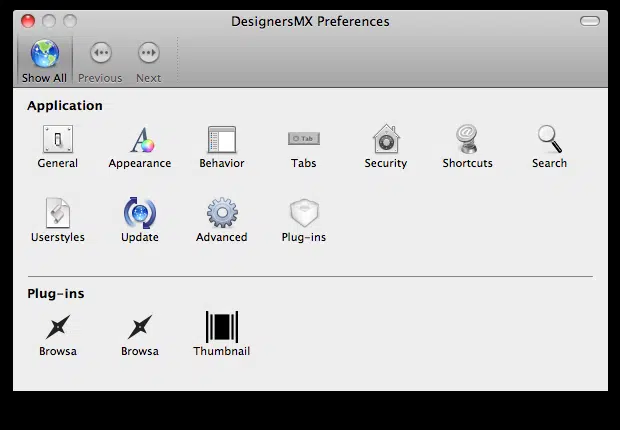 DesignersMX Preferences
Show All Previous Next
Application
General Appearance Behavior Tabs Security Shortcuts Search
Userstyles Update Advanced Plug-ins
Plug-ins
Browsa Browsa Thumbnail